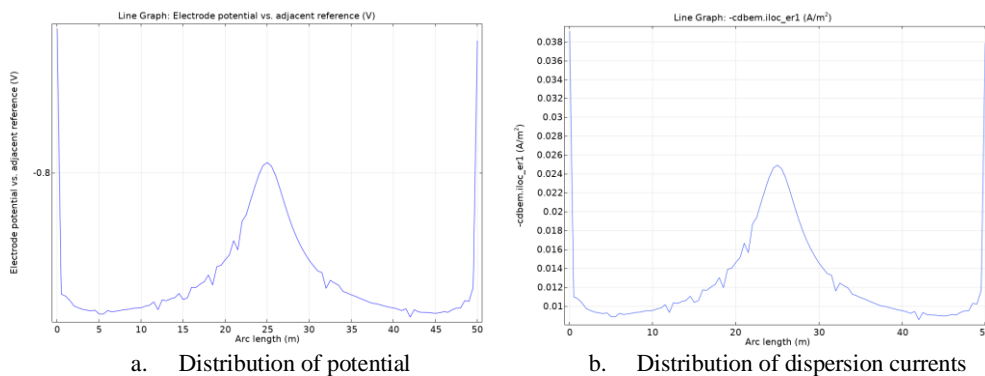 Line Graph: Electrode potential vs. adjacent reference (V)
Electrode potential vs. adjacent reference (V)
-0.8
0 5 10 15 20 25 30 35 40 45 50
Arc length (m)
a. Distribution of potential
Line Graph: -cdbem.iloc_er1 (A/m²)
-cdbem.iloc_er1 (A/m²)
0.038
0.036
0.034
0.032
0.03
0.028
0.026
0.024
0.022
0.02
0.018
0.016
0.014
0.012
0.01
0 10 20 30 40 5
Arc length (m)
b. Distribution of dispersion currents